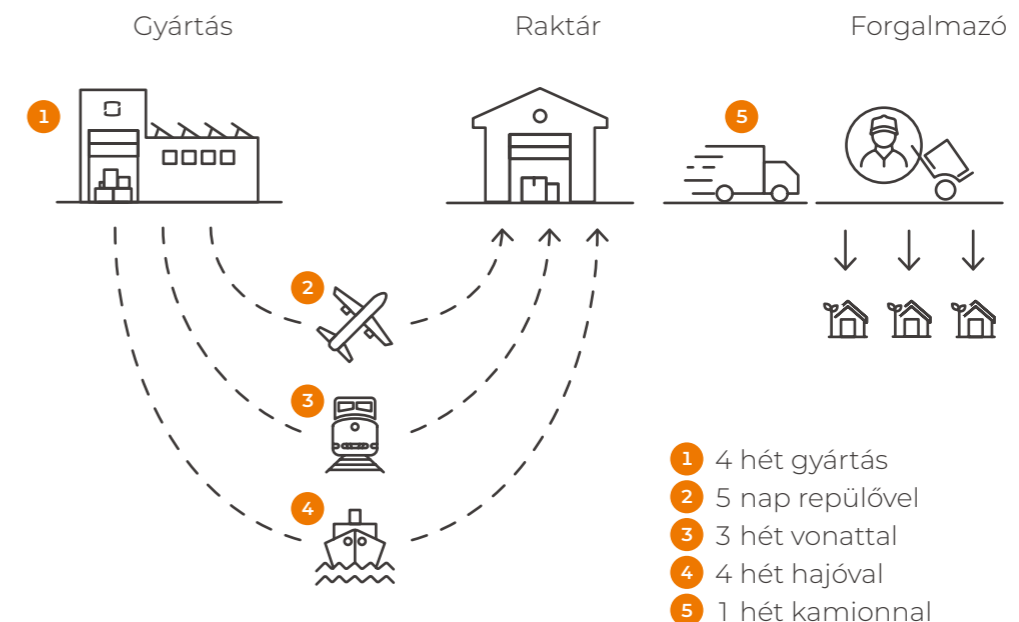 Gyártás
Raktár
Forgalmazó
1
5
2
3
4
1 4 hét gyártás
2 5 nap repülővel
3 3 hét vonattal
4 4 hét hajóval
5 1 hét kamionnal